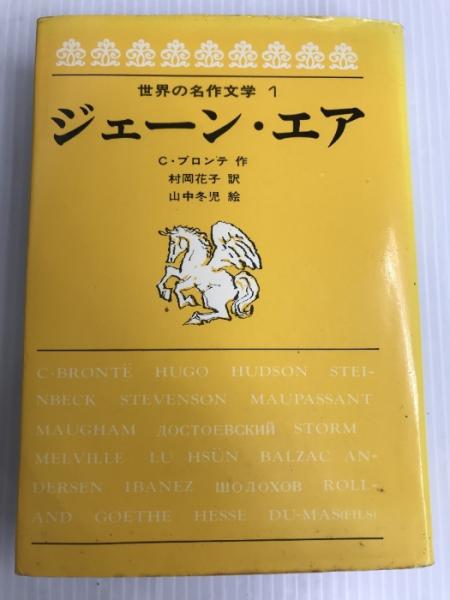 世界の名作文学 1
ジェーン・エア
C・ブロンテ 作
村岡花子 訳
山中冬児 絵
C·BRONTË HUGO HUDSON STEI-
NBECK STEVENSON MAUPASSANT
MAUGHAM ДОСТОЕВСКИЙ STORM
MELVILLE LU HSÜN BALZAC AN-
DERSEN IBANEZ ШОЛОХОВ ROLL-
AND GOETHE HESSE DU-MAS(FILS)